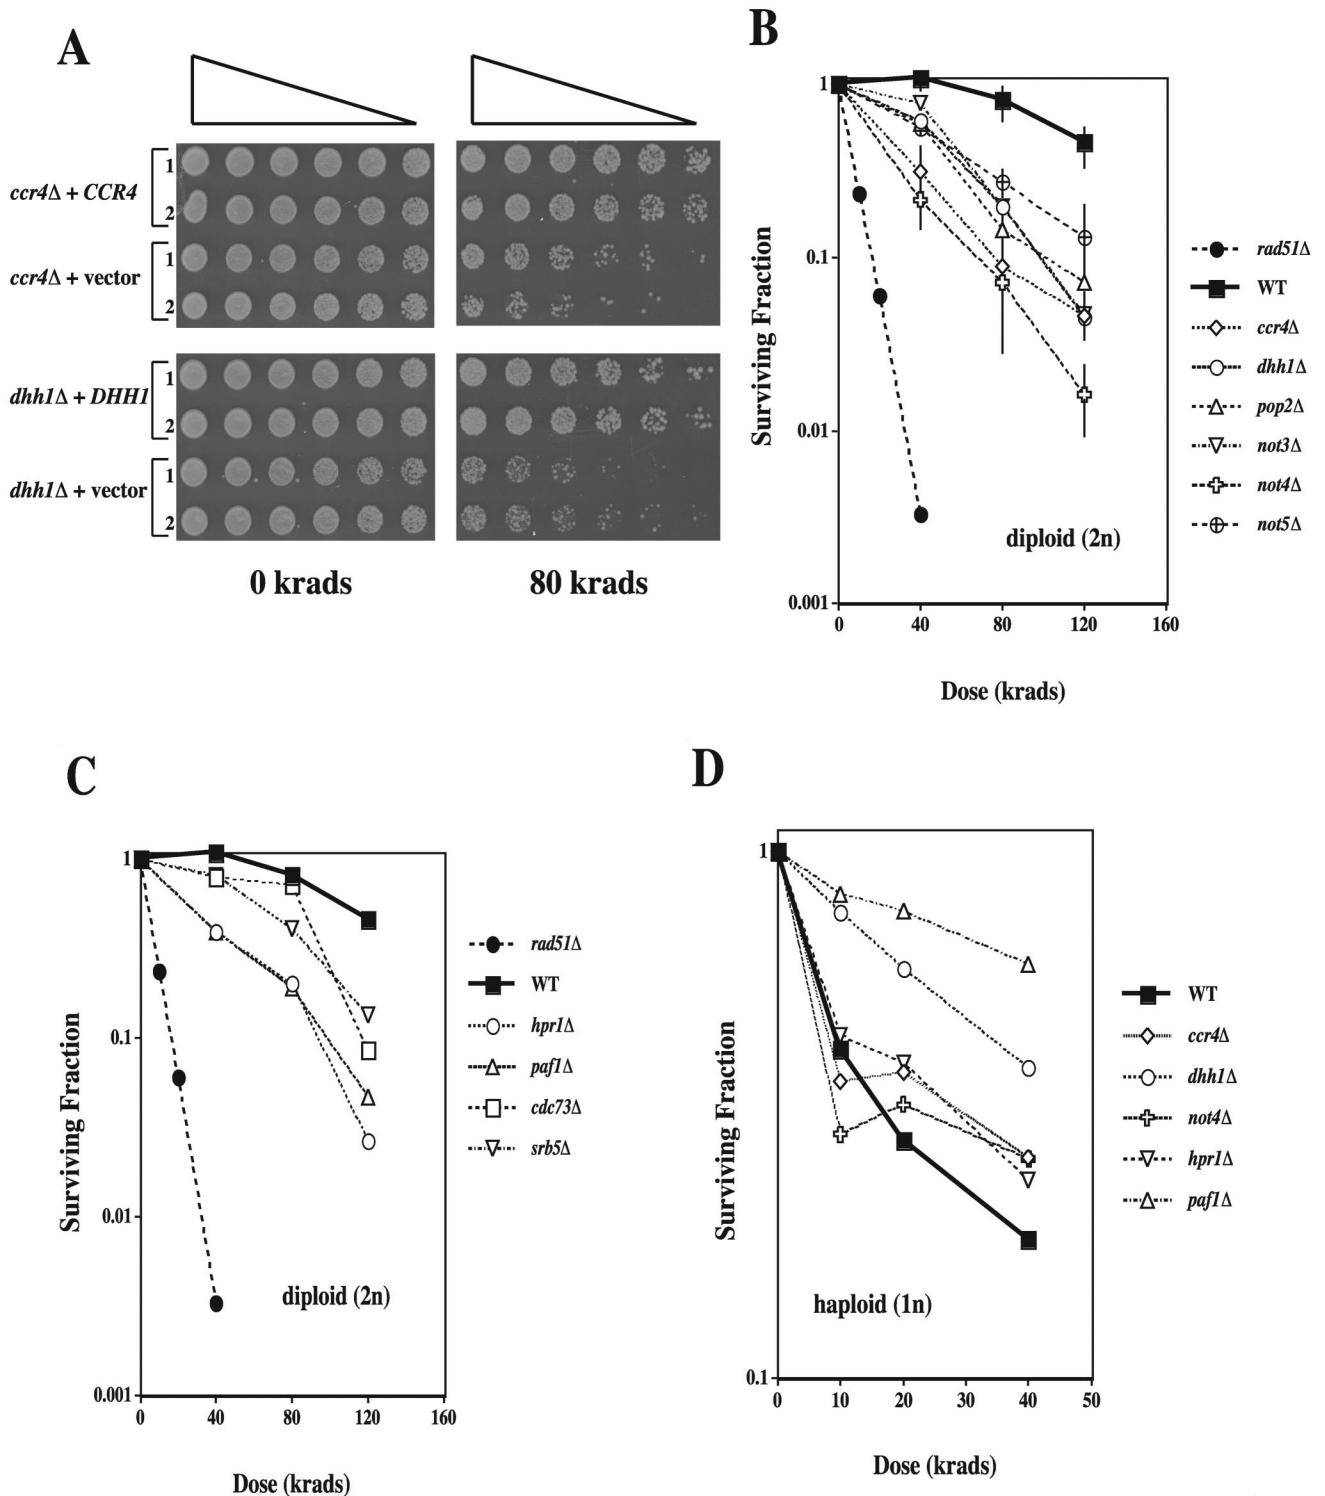 A
ccr4Δ + CCR4
1
2
ccr4Δ + vector
1
2
dhh1Δ + DHH1
1
2
dhh1Δ + vector
1
2
0 krads
80 krads
B
Surviving Fraction
1
0.1
0.01
0.001
0
40
80
120
160
Dose (krads)
diploid (2n)
rad51Δ
WT
ccr4Δ
dhh1Δ
pop2Δ
not3Δ
not4Δ
not5Δ
C
Surviving Fraction
1
0.1
0.01
0.001
0
40
80
120
160
Dose (krads)
diploid (2n)
rad51Δ
WT
hpr1Δ
paf1Δ
cdc73Δ
srb5Δ
D
Surviving Fraction
1
0.1
0
10
20
30
40
50
Dose (krads)
haploid (1n)
WT
ccr4Δ
dhh1Δ
not4Δ
hpr1Δ
paf1Δ